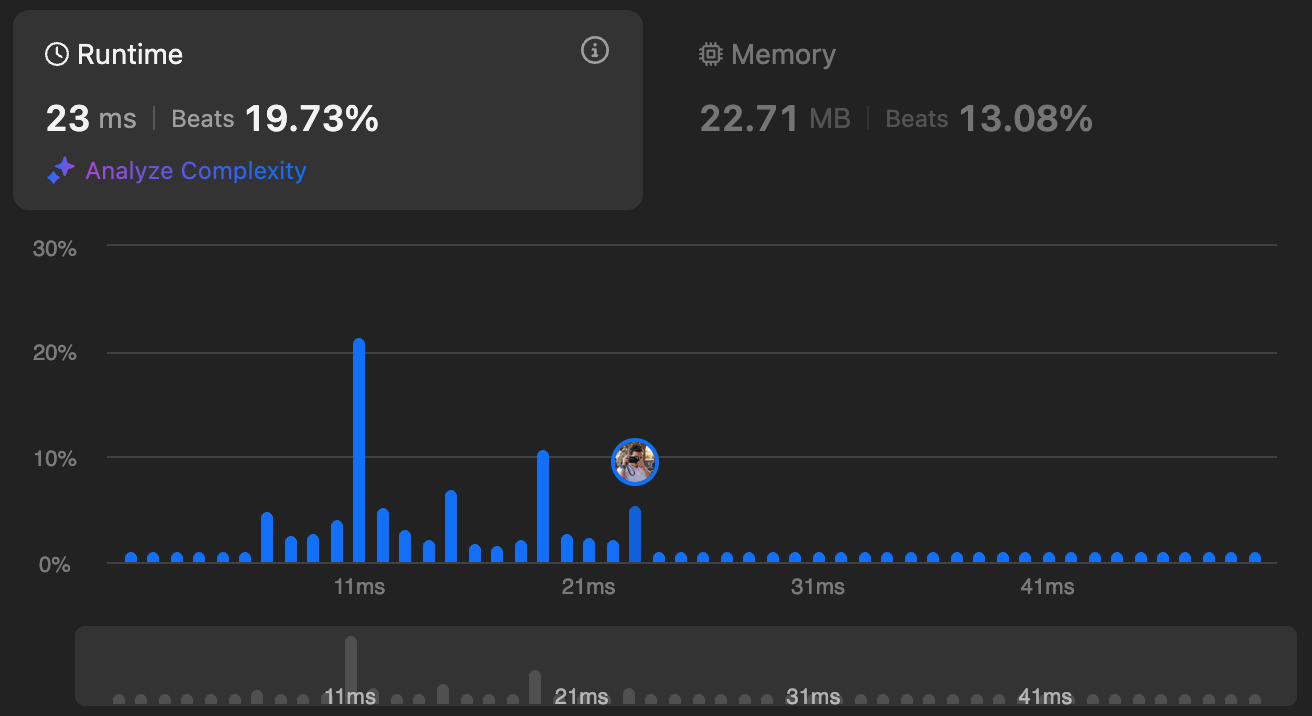 Runtime
23 ms | Beats 19.73%
Analyze Complexity
Memory
22.71 MB | Beats 13.08%
30%
20%
10%
0%
11ms 21ms 31ms 41ms
11ms 21ms 31ms 41ms